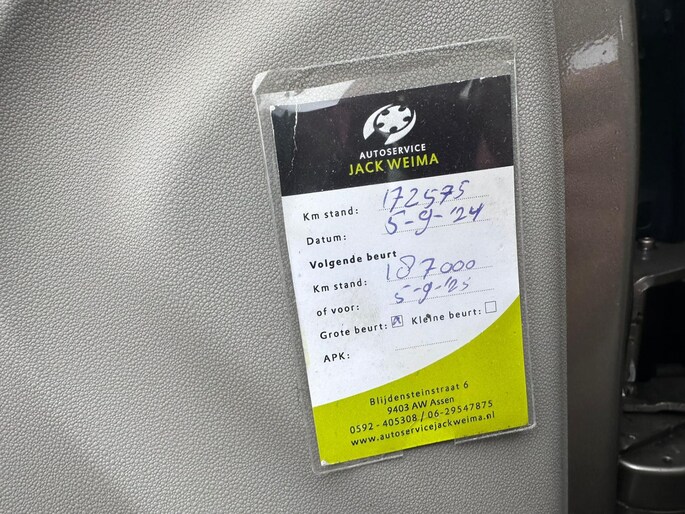 AUTOSERVICE
JACK WEIMA
Km stand: 172575
Datum: 5-9-'24
Volgende beurt
Km stand: 187000
of voor: 5-9-'25
Grote beurt: Kleine beurt:
APK:
Blijdensteinstraat 6
9403 AW Assen
0592 - 405308 / 06-29547875
www.autoservicejackweima.nl